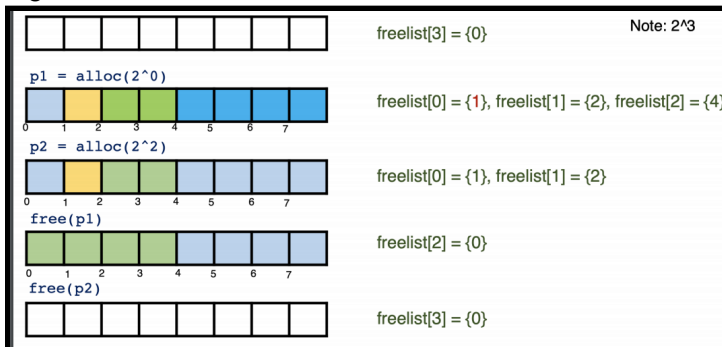 freelist[3] = {0}
Note: 2^3
p1 = alloc(2^0)
freelist[0] = {1}, freelist[1] = {2}, freelist[2] = {4}
0 1 2 3 4 5 6 7
p2 = alloc(2^2)
freelist[0] = {1}, freelist[1] = {2}
0 1 2 3 4 5 6 7
free(p1)
freelist[2] = {0}
0 1 2 3 4 5 6 7
free(p2)
freelist[3] = {0}